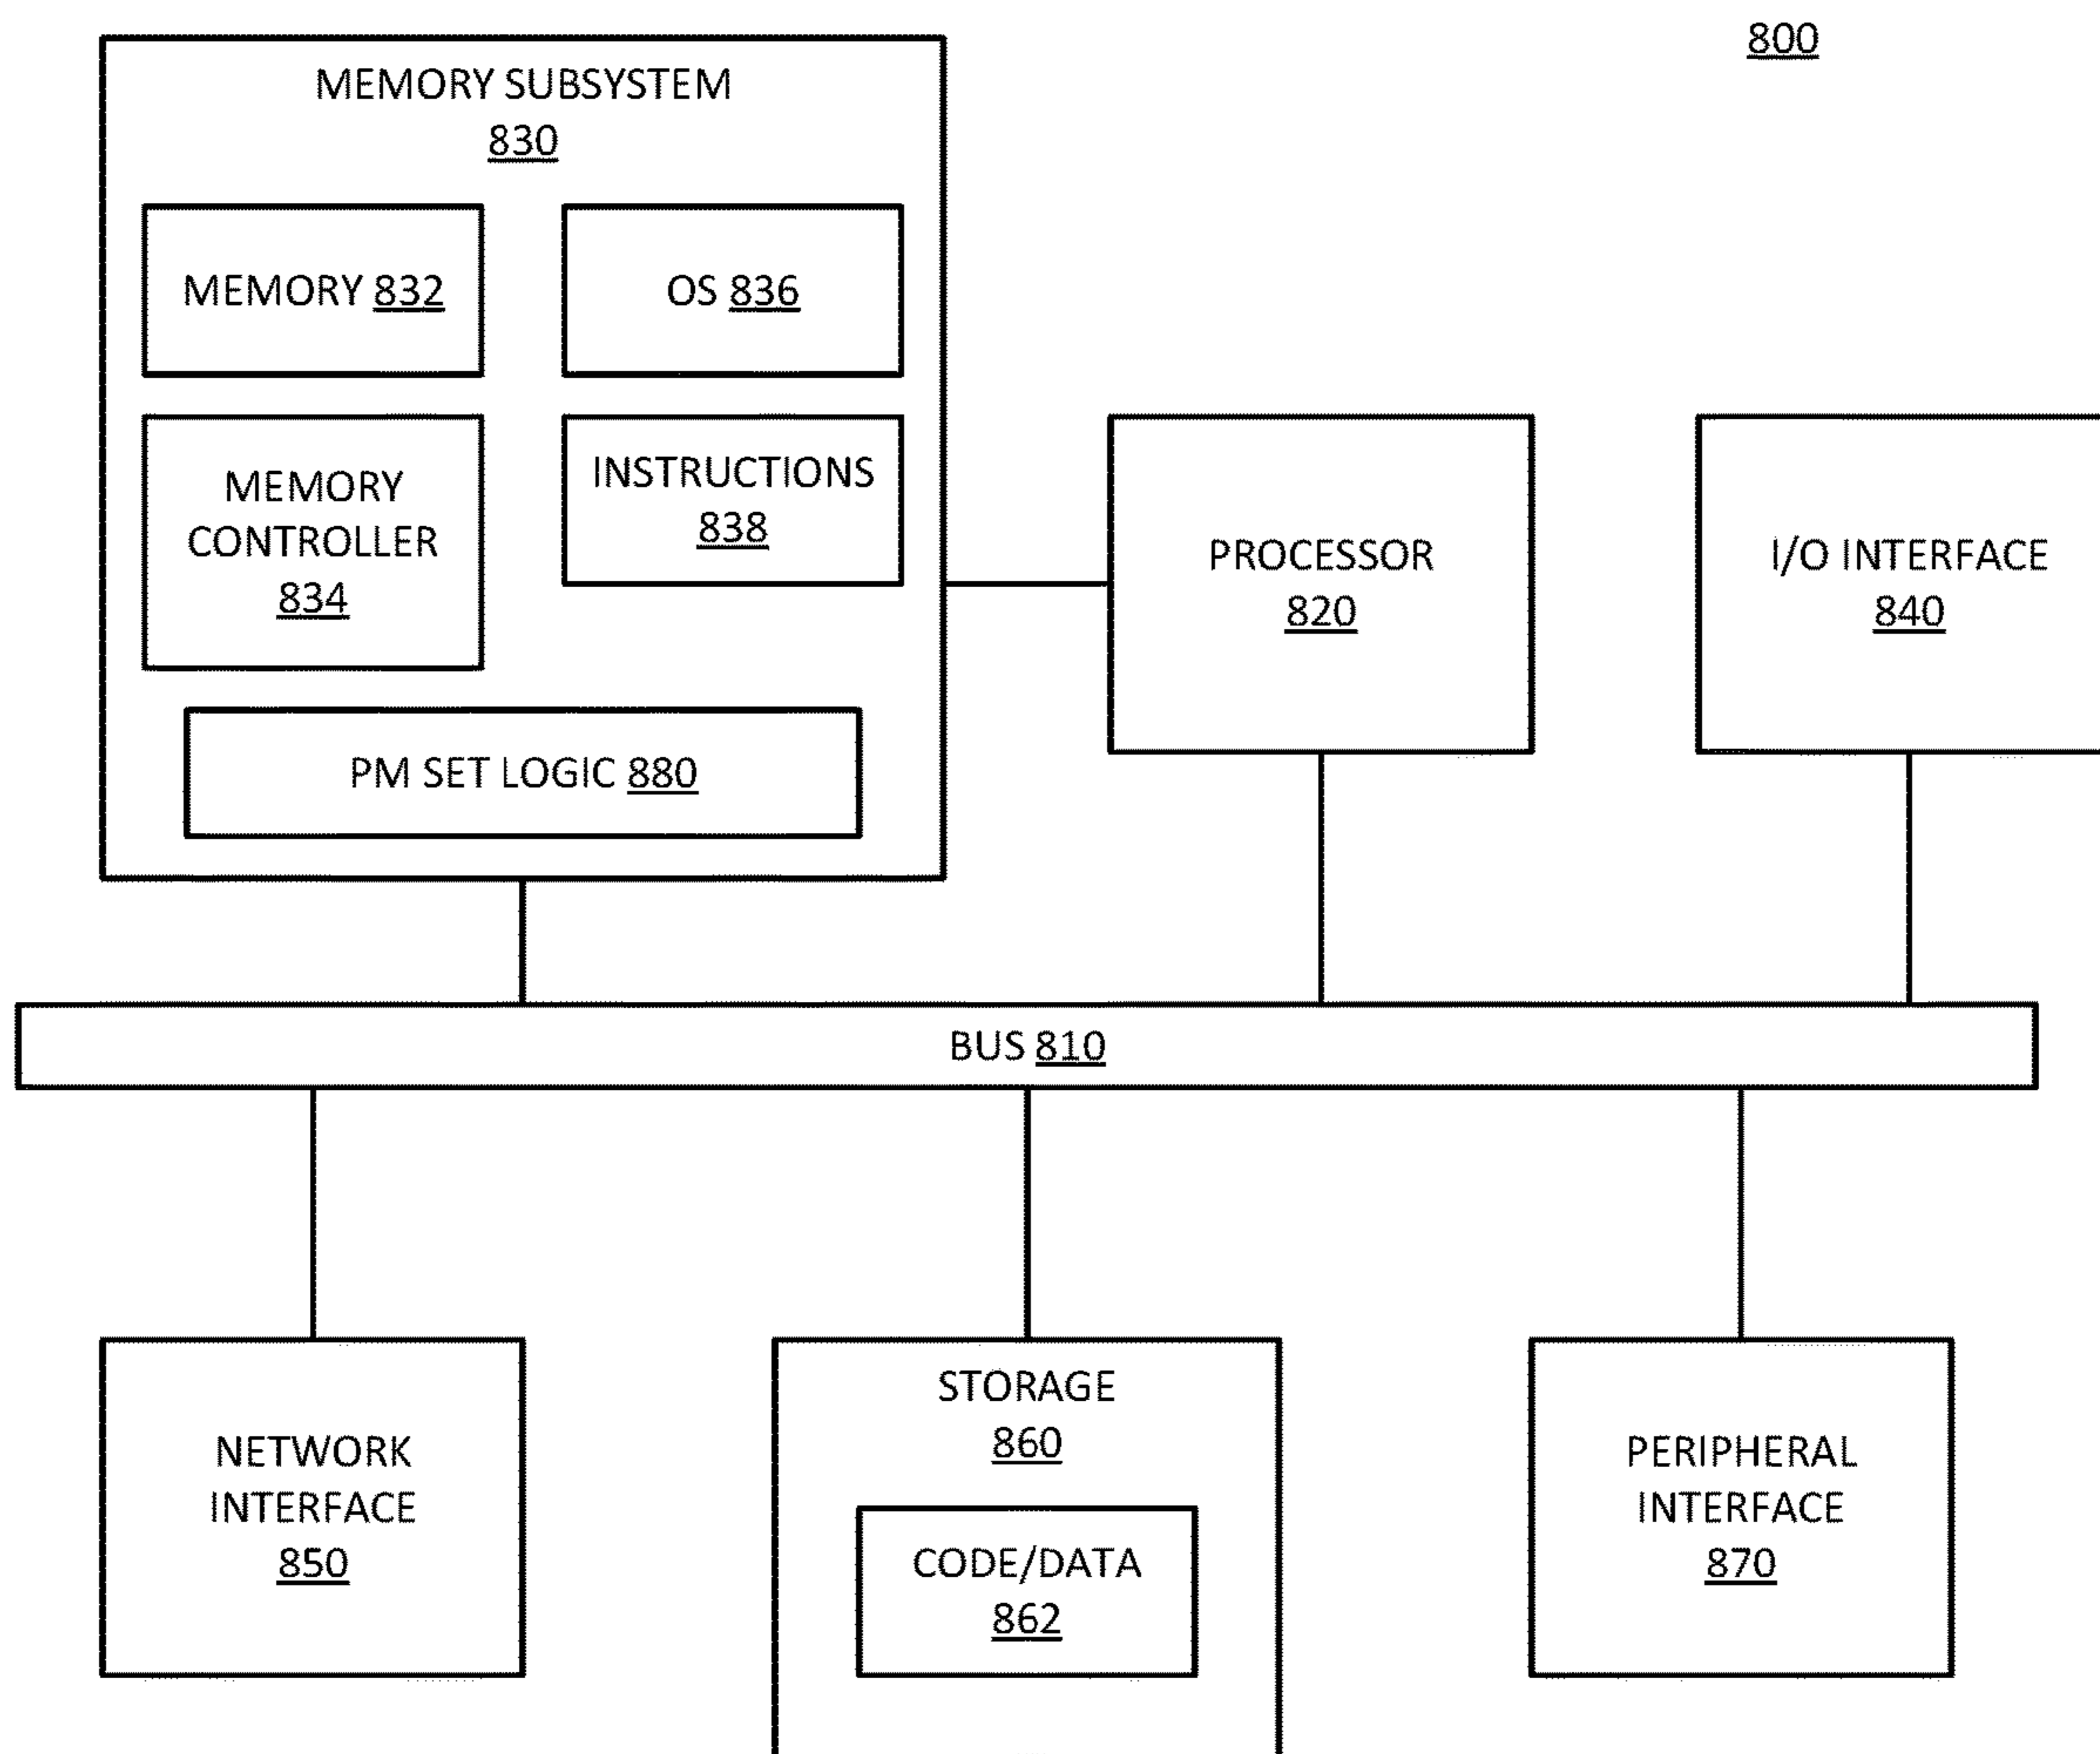 800
MEMORY SUBSYSTEM
830
MEMORY 832
OS 836
MEMORY
CONTROLLER
834
INSTRUCTIONS
838
PM SET LOGIC 880
PROCESSOR
820
I/O INTERFACE
840
BUS 810
NETWORK
INTERFACE
850
STORAGE
860
CODE/DATA
862
PERIPHERAL
INTERFACE
870